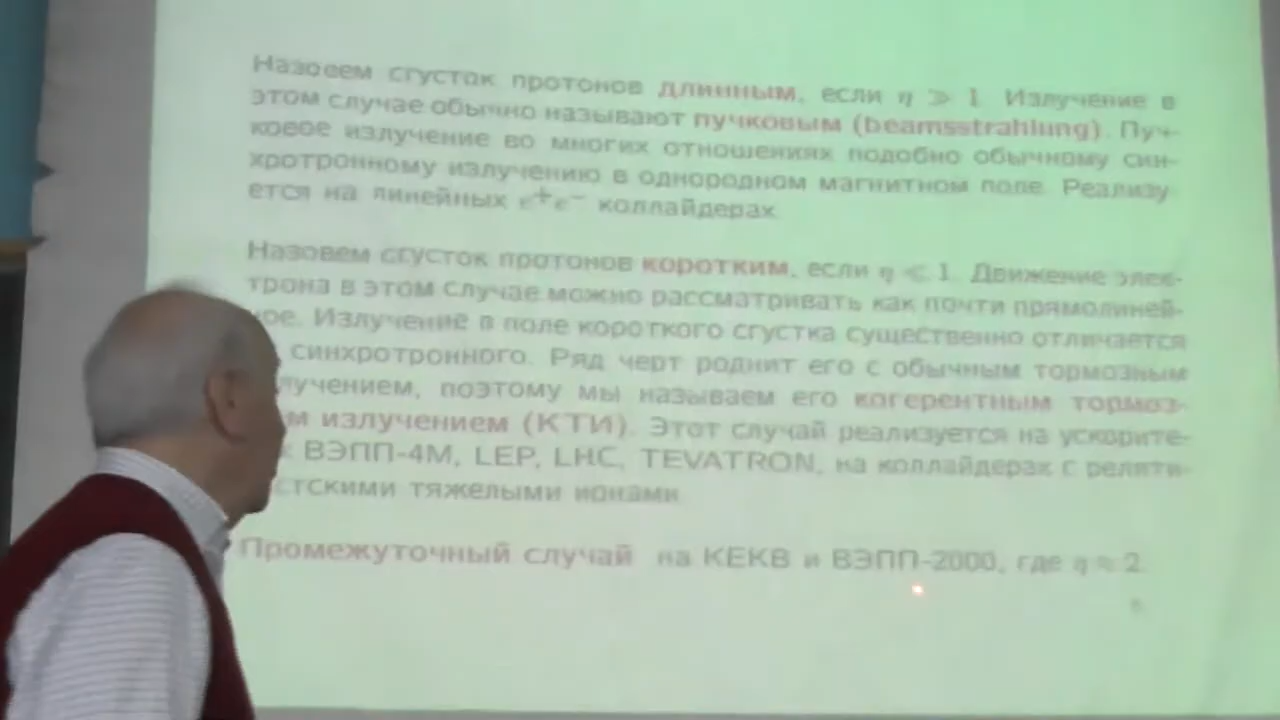 Назовем сгусток протонов длинным, если η ≫ 1. Излучение в
этом случае обычно называют пучковым (beamsstrahlung). Пуч-
ковое излучение во многих отношениях подобно обычному син-
хротронному излучению в однородном магнитном поле. Реализу-
ется на линейных e⁺e⁻ коллайдерах.
Назовем сгусток протонов коротким, если η ≪ 1. Движение элек-
трона в этом случае можно рассматривать как почти прямолиней-
ное. Излучение в поле короткого сгустка существенно отличается
синхротронного. Ряд черт роднит его с обычным тормозным
лучением, поэтому мы называем его когерентным тормоз-
м излучением (КТИ). Этот случай реализуется на ускорите-
х ВЭПП-4М, LEP, LHC, TEVATRON, на коллайдерах с реляти-
стскими тяжелыми ионами.
Промежуточный случай на КЕКВ и ВЭПП-2000, где η ≈ 2.